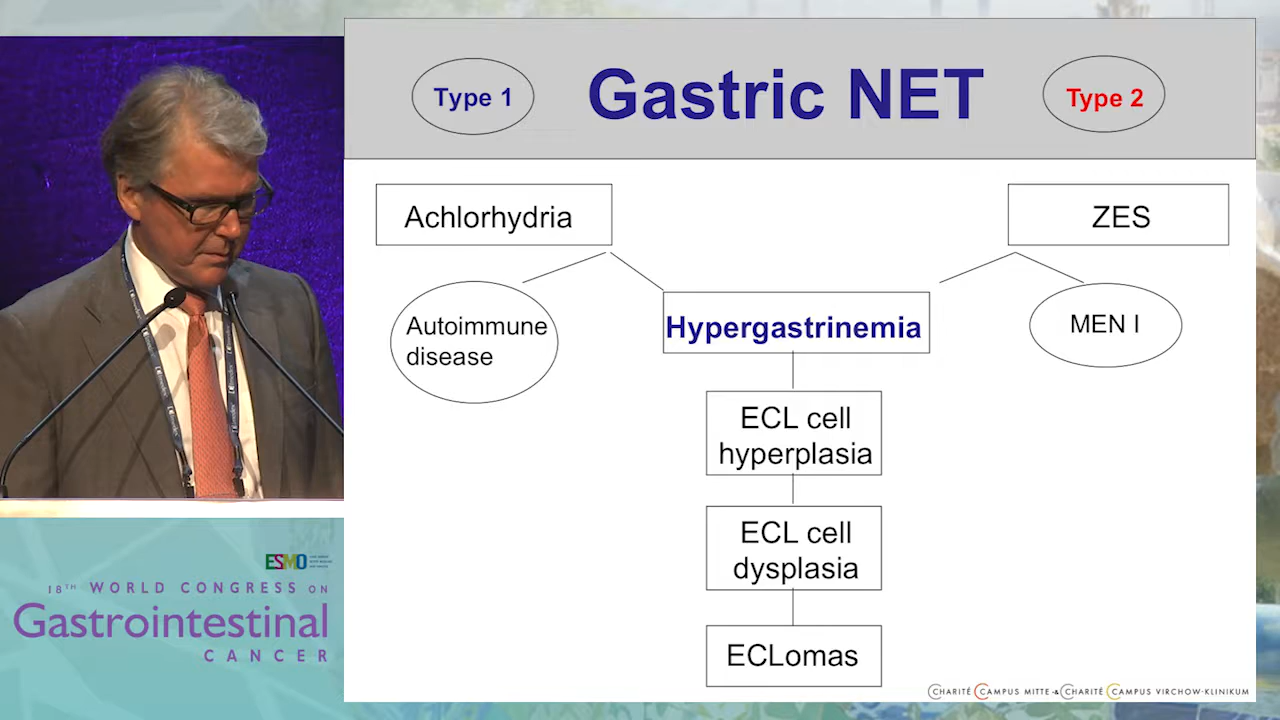 Type 1
Gastric NET
Type 2
Achlorhydria
ZES
Autoimmune
disease
Hypergastrinemia
MEN I
ECL cell
hyperplasia
ECL cell
dysplasia
ECLomas
CHARITÉ CAMPUS MITTE & CHARITÉ CAMPUS VIRCHOW-KLINIKUM
ESMO
18TH WORLD CONGRESS ON
Gastrointestinal
CANCER